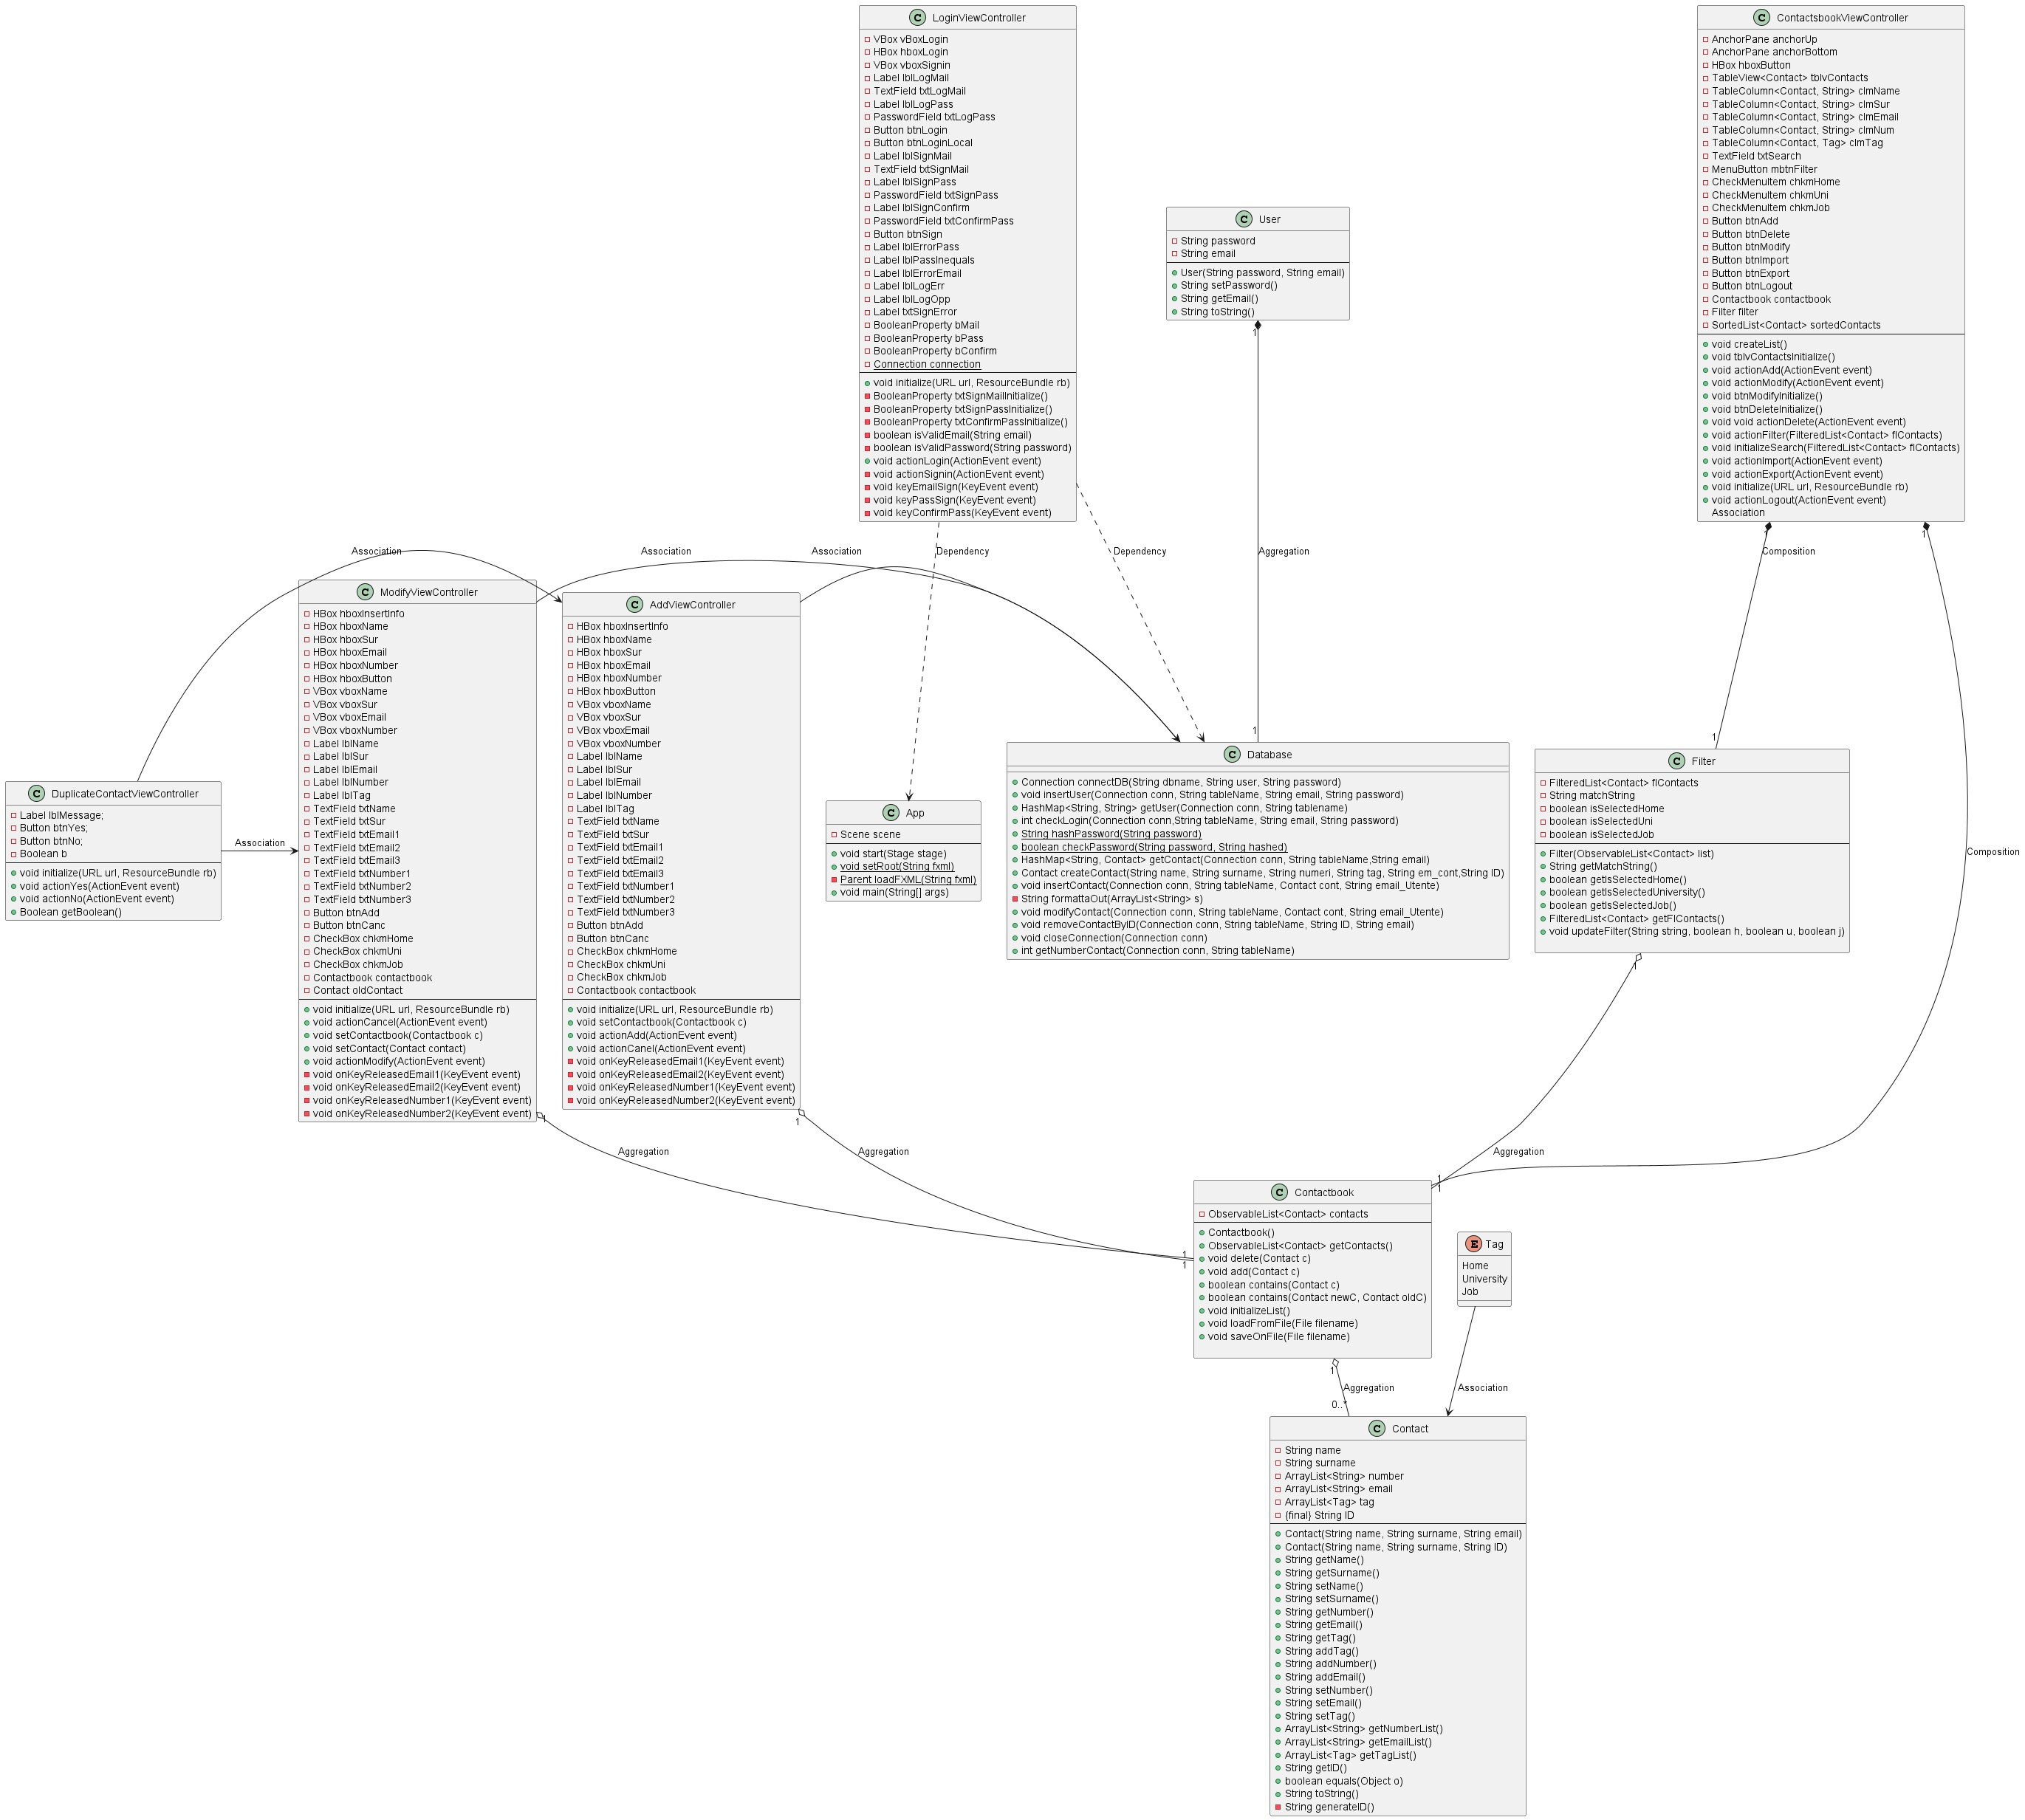 C LoginViewController
VBox vBoxLogin
HBox hboxLogin
VBox vboxSignin
Label lblLogMail
TextField txtLogMail
Label lblLogPass
PasswordField txtLogPass
Button btnLogin
Button btnLoginLocal
Label lblSignMail
TextField txtSignMail
Label lblSignPass
PasswordField txtSignPass
Label lblSignConfirm
PasswordField txtConfirmPass
Button btnSign
Label lblErrorPass
Label lblPassInequals
Label lblErrorEmail
Label lblLogErr
Label lblLogOpp
Label txtSignError
BooleanProperty bMail
BooleanProperty bPass
BooleanProperty bConfirm
Connection connection
void initialize(URL url, ResourceBundle rb)
BooleanProperty txtSignMailInitialize()
BooleanProperty txtSignPassInitialize()
BooleanProperty txtConfirmPassInitialize()
boolean isValidEmail(String email)
boolean isValidPassword(String password)
void actionLogin(ActionEvent event)
void actionSignin(ActionEvent event)
void keyEmailSign(KeyEvent event)
void keyPassSign(KeyEvent event)
void keyConfirmPass(KeyEvent event)
C User
String password
String email
User(String password, String email)
String setPassword()
String getEmail()
String toString()
C ContactsbookViewController
AnchorPane anchorUp
AnchorPane anchorBottom
HBox hboxButton
TableView<Contact> tblvContacts
TableColumn<Contact, String> clmName
TableColumn<Contact, String> clmSur
TableColumn<Contact, String> clmEmail
TableColumn<Contact, String> clmNum
TableColumn<Contact, Tag> clmTag
TextField txtSearch
MenuButton mbtnFilter
CheckMenuItem chkmHome
CheckMenuItem chkmUni
CheckMenuItem chkmJob
Button btnAdd
Button btnDelete
Button btnModify
Button btnImport
Button btnExport
Button btnLogout
Contactbook contactbook
Filter filter
SortedList<Contact> sortedContacts
void createList()
void tblvContactsInitialize()
void actionAdd(ActionEvent event)
void actionModify(ActionEvent event)
void btnModifyInitialize()
void btnDeleteInitialize()
void void actionDelete(ActionEvent event)
void actionFilter(FilteredList<Contact> flContacts)
void initializeSearch(FilteredList<Contact> flContacts)
void actionImport(ActionEvent event)
void actionExport(ActionEvent event)
void initialize(URL url, ResourceBundle rb)
void actionLogout(ActionEvent event)
Association
1
1
1
Association
Association
Association
Dependency
Dependency
Aggregation
Composition
C ModifyViewController
HBox hboxInsertInfo
HBox hboxName
HBox hboxSur
HBox hboxEmail
HBox hboxNumber
HBox hboxButton
VBox vboxName
VBox vboxSur
VBox vboxEmail
VBox vboxNumber
Label lblName
Label lblSur
Label lblEmail
Label lblNumber
Label lblTag
TextField txtName
TextField txtSur
TextField txtEmail1
TextField txtEmail2
TextField txtEmail3
TextField txtNumber1
TextField txtNumber2
TextField txtNumber3
Button btnAdd
Button btnCanc
CheckBox chkmHome
CheckBox chkmUni
CheckBox chkmJob
Contactbook contactbook
Contact oldContact
void initialize(URL url, ResourceBundle rb)
void actionCancel(ActionEvent event)
void setContactbook(Contactbook c)
void setContact(Contact contact)
void actionModify(ActionEvent event)
void onKeyReleasedEmail1(KeyEvent event)
void onKeyReleasedEmail2(KeyEvent event)
void onKeyReleasedNumber1(KeyEvent event)
void onKeyReleasedNumber2(KeyEvent event)
C AddViewController
HBox hboxInsertInfo
HBox hboxName
HBox hboxSur
HBox hboxEmail
HBox hboxNumber
HBox hboxButton
VBox vboxName
VBox vboxSur
VBox vboxEmail
VBox vboxNumber
Label lblName
Label lblSur
Label lblEmail
Label lblNumber
Label lblTag
TextField txtName
TextField txtSur
TextField txtEmail1
TextField txtEmail2
TextField txtEmail3
TextField txtNumber1
TextField txtNumber2
TextField txtNumber3
Button btnAdd
Button btnCanc
CheckBox chkmHome
CheckBox chkmUni
CheckBox chkmJob
Contactbook contactbook
void initialize(URL url, ResourceBundle rb)
void setContactbook(Contactbook c)
void actionAdd(ActionEvent event)
void actionCanel(ActionEvent event)
void onKeyReleasedEmail1(KeyEvent event)
void onKeyReleasedEmail2(KeyEvent event)
void onKeyReleasedNumber1(KeyEvent event)
void onKeyReleasedNumber2(KeyEvent event)
C DuplicateContactViewController
Label lblMessage;
Button btnYes;
Button btnNo;
Boolean b
void initialize(URL url, ResourceBundle rb)
void actionYes(ActionEvent event)
void actionNo(ActionEvent event)
Boolean getBoolean()
Association
C App
Scene scene
void start(Stage stage)
void setRoot(String fxml)
Parent loadFXML(String fxml)
void main(String[] args)
1
C Database
Connection connectDB(String dbname, String user, String password)
void insertUser(Connection conn, String tableName, String email, String password)
HashMap<String, String> getUser(Connection conn, String tablename)
int checkLogin(Connection conn,String tableName, String email, String password)
String hashPassword(String password)
boolean checkPassword(String password, String hashed)
HashMap<String, Contact> getContact(Connection conn, String tableName,String email)
Contact createContact(String name, String surname, String numeri, String tag, String em_cont,String ID)
void insertContact(Connection conn, String tableName, Contact cont, String email_Utente)
String formattaOut(ArrayList<String> s)
void modifyContact(Connection conn, String tableName, Contact cont, String email_Utente)
void removeContactByID(Connection conn, String tableName, String ID, String email)
void closeConnection(Connection conn)
int getNumberContact(Connection conn, String tableName)
1
C Filter
FilteredList<Contact> flContacts
String matchString
boolean isSelectedHome
boolean isSelectedUni
boolean isSelectedJob
Filter(ObservableList<Contact> list)
String getMatchString()
boolean getIsSelectedHome()
boolean getIsSelectedUniversity()
boolean getIsSelectedJob()
FilteredList<Contact> getFlContacts()
void updateFilter(String string, boolean h, boolean u, boolean j)
Composition
1
1
1
Aggregation
Aggregation
Aggregation
1
1
1
1
C Contactbook
ObservableList<Contact> contacts
Contactbook()
ObservableList<Contact> getContacts()
void delete(Contact c)
void add(Contact c)
boolean contains(Contact c)
boolean contains(Contact newC, Contact oldC)
void initializeList()
void loadFromFile(File filename)
void saveOnFile(File filename)
E Tag
Home
University
Job
1
Aggregation
0..*
Association
C Contact
String name
String surname
ArrayList<String> number
ArrayList<String> email
ArrayList<Tag> tag
{final} String ID
Contact(String name, String surname, String email)
Contact(String name, String surname, String ID)
String getName()
String getSurname()
String setName()
String setSurname()
String getNumber()
String getEmail()
String getTag()
String addTag()
String addNumber()
String addEmail()
String setNumber()
String setEmail()
String setTag()
ArrayList<String> getNumberList()
ArrayList<String> getEmailList()
ArrayList<Tag> getTagList()
String getID()
boolean equals(Object o)
String toString()
String generateID()